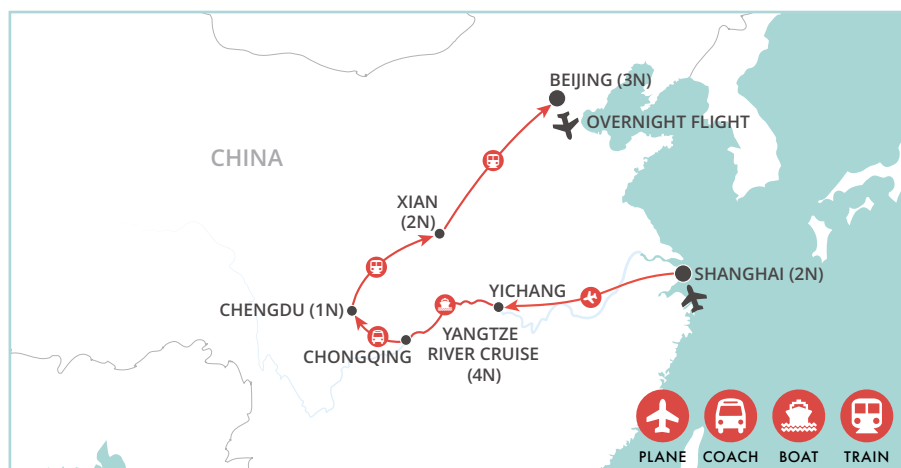 BEIJING (3N)
OVERNIGHT FLIGHT
CHINA
XIAN
(2N)
SHANGHAI (2N)
YICHANG
CHENGDU (1N)
CHONGQING
YANGTZE
RIVER CRUISE
(4N)
PLANE
COACH
BOAT
TRAIN